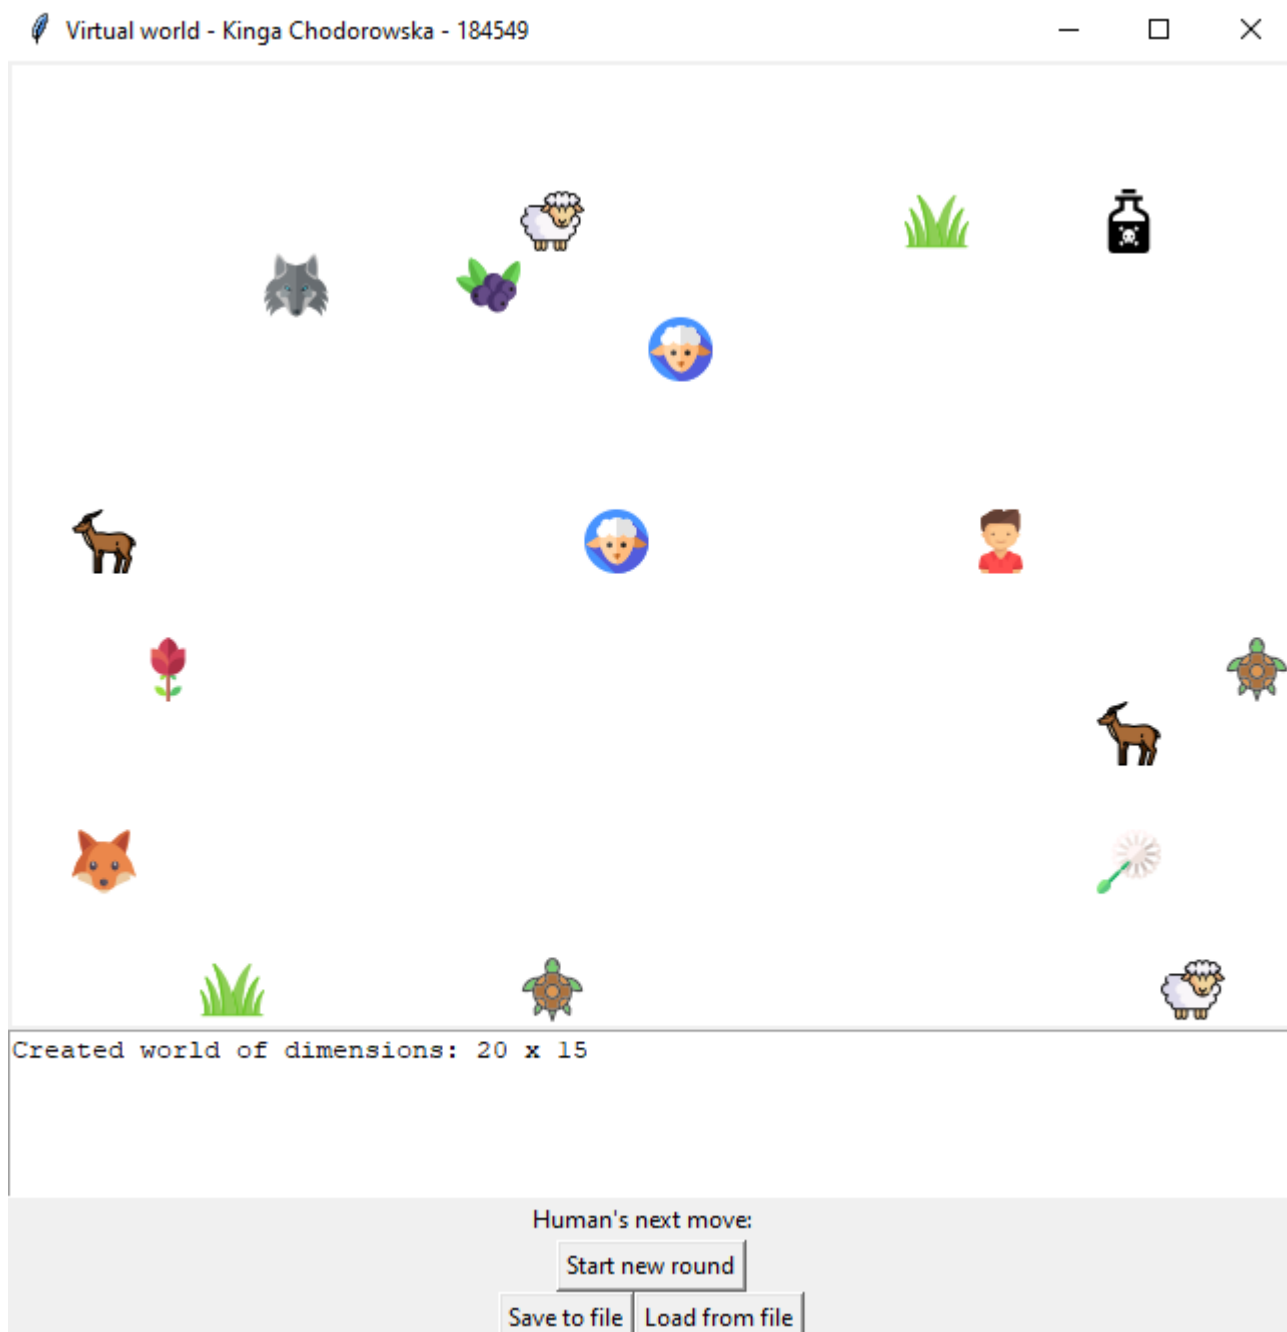 Virtual world - Kinga Chodorowska - 184549
Created world of dimensions: 20 x 15
Human's next move:
Start new round
Save to file Load from file